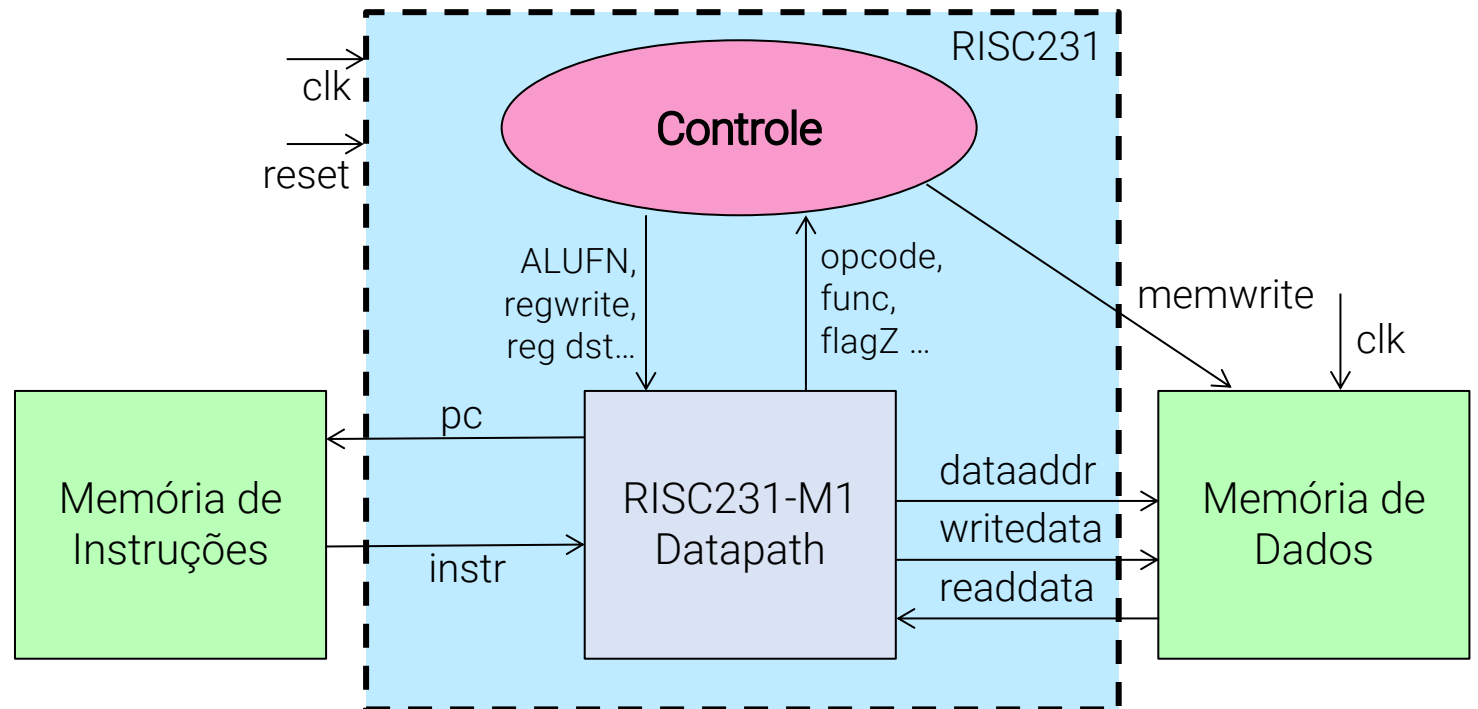 RISC231
clk
reset
Controle
ALUFN,
regwrite,
reg dst...
opcode,
func,
flagZ ...
memwrite
clk
pc
instr
Memória de
Instruções
RISC231-M1
Datapath
dataaddr
writedata
readdata
Memória de
Dados